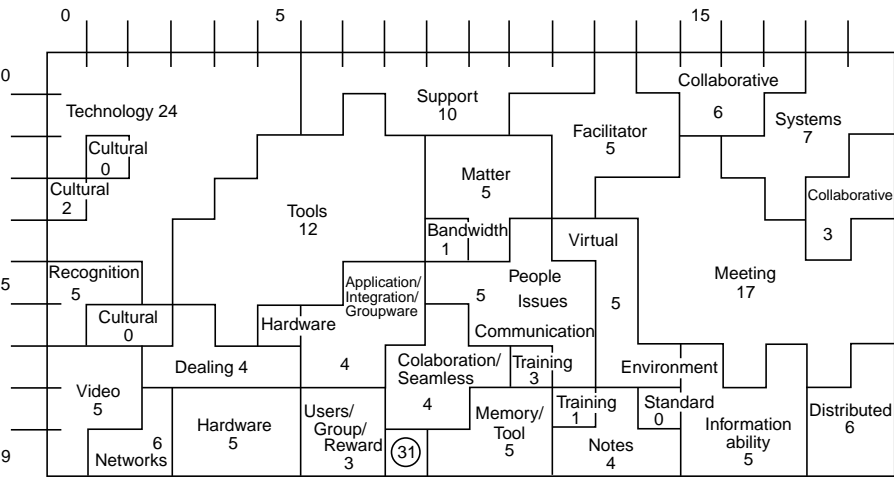 0 5 15
0
Collaborative
Support
10
Technology 24
6
Systems
7
Facilitator
5
Cultural
0
Matter
5
Cultural
2
Collaborative
Tools
12
Bandwidth
1
Virtual
3
Recognition
5
5
Application/
Integration/
Groupware
People
5
Issues
5
Meeting
17
Cultural
0
Hardware
Communication
Dealing 4
4
Colaboration/
Seamless
4
Training
3
Environment
Video
5
Users/
Group/
Reward
3
Memory/
Tool
5
Training
1
Standard
0
Distributed
6
Hardware
5
Information
ability
5
6
Networks
9
31
Notes
4